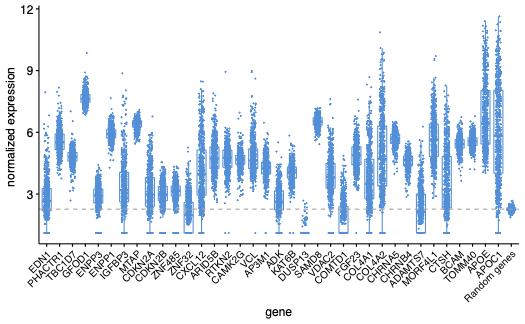 normalized expression
12
9
6
3
EDN1
PHACTR1
TBC1D7
GFOD1
ENPP3
ENPP1
IGFBP3
MTAP
CDKN2A
CDKN2B
ZNF485
ZNF32
CXCL12
ARID5B
RTKN2
CAMK2G
VCL
AP3M1
ADK
KAT6B
DUSP13
SAMD8
VDAC2
COMTD1
FGF23
COL4A1
COL4A2
CHRNA5
CHRNB4
ADAMTS7
MORF4L1
CTSH
BCAM
TOMM40
APOE
APOC1
Random genes
gene